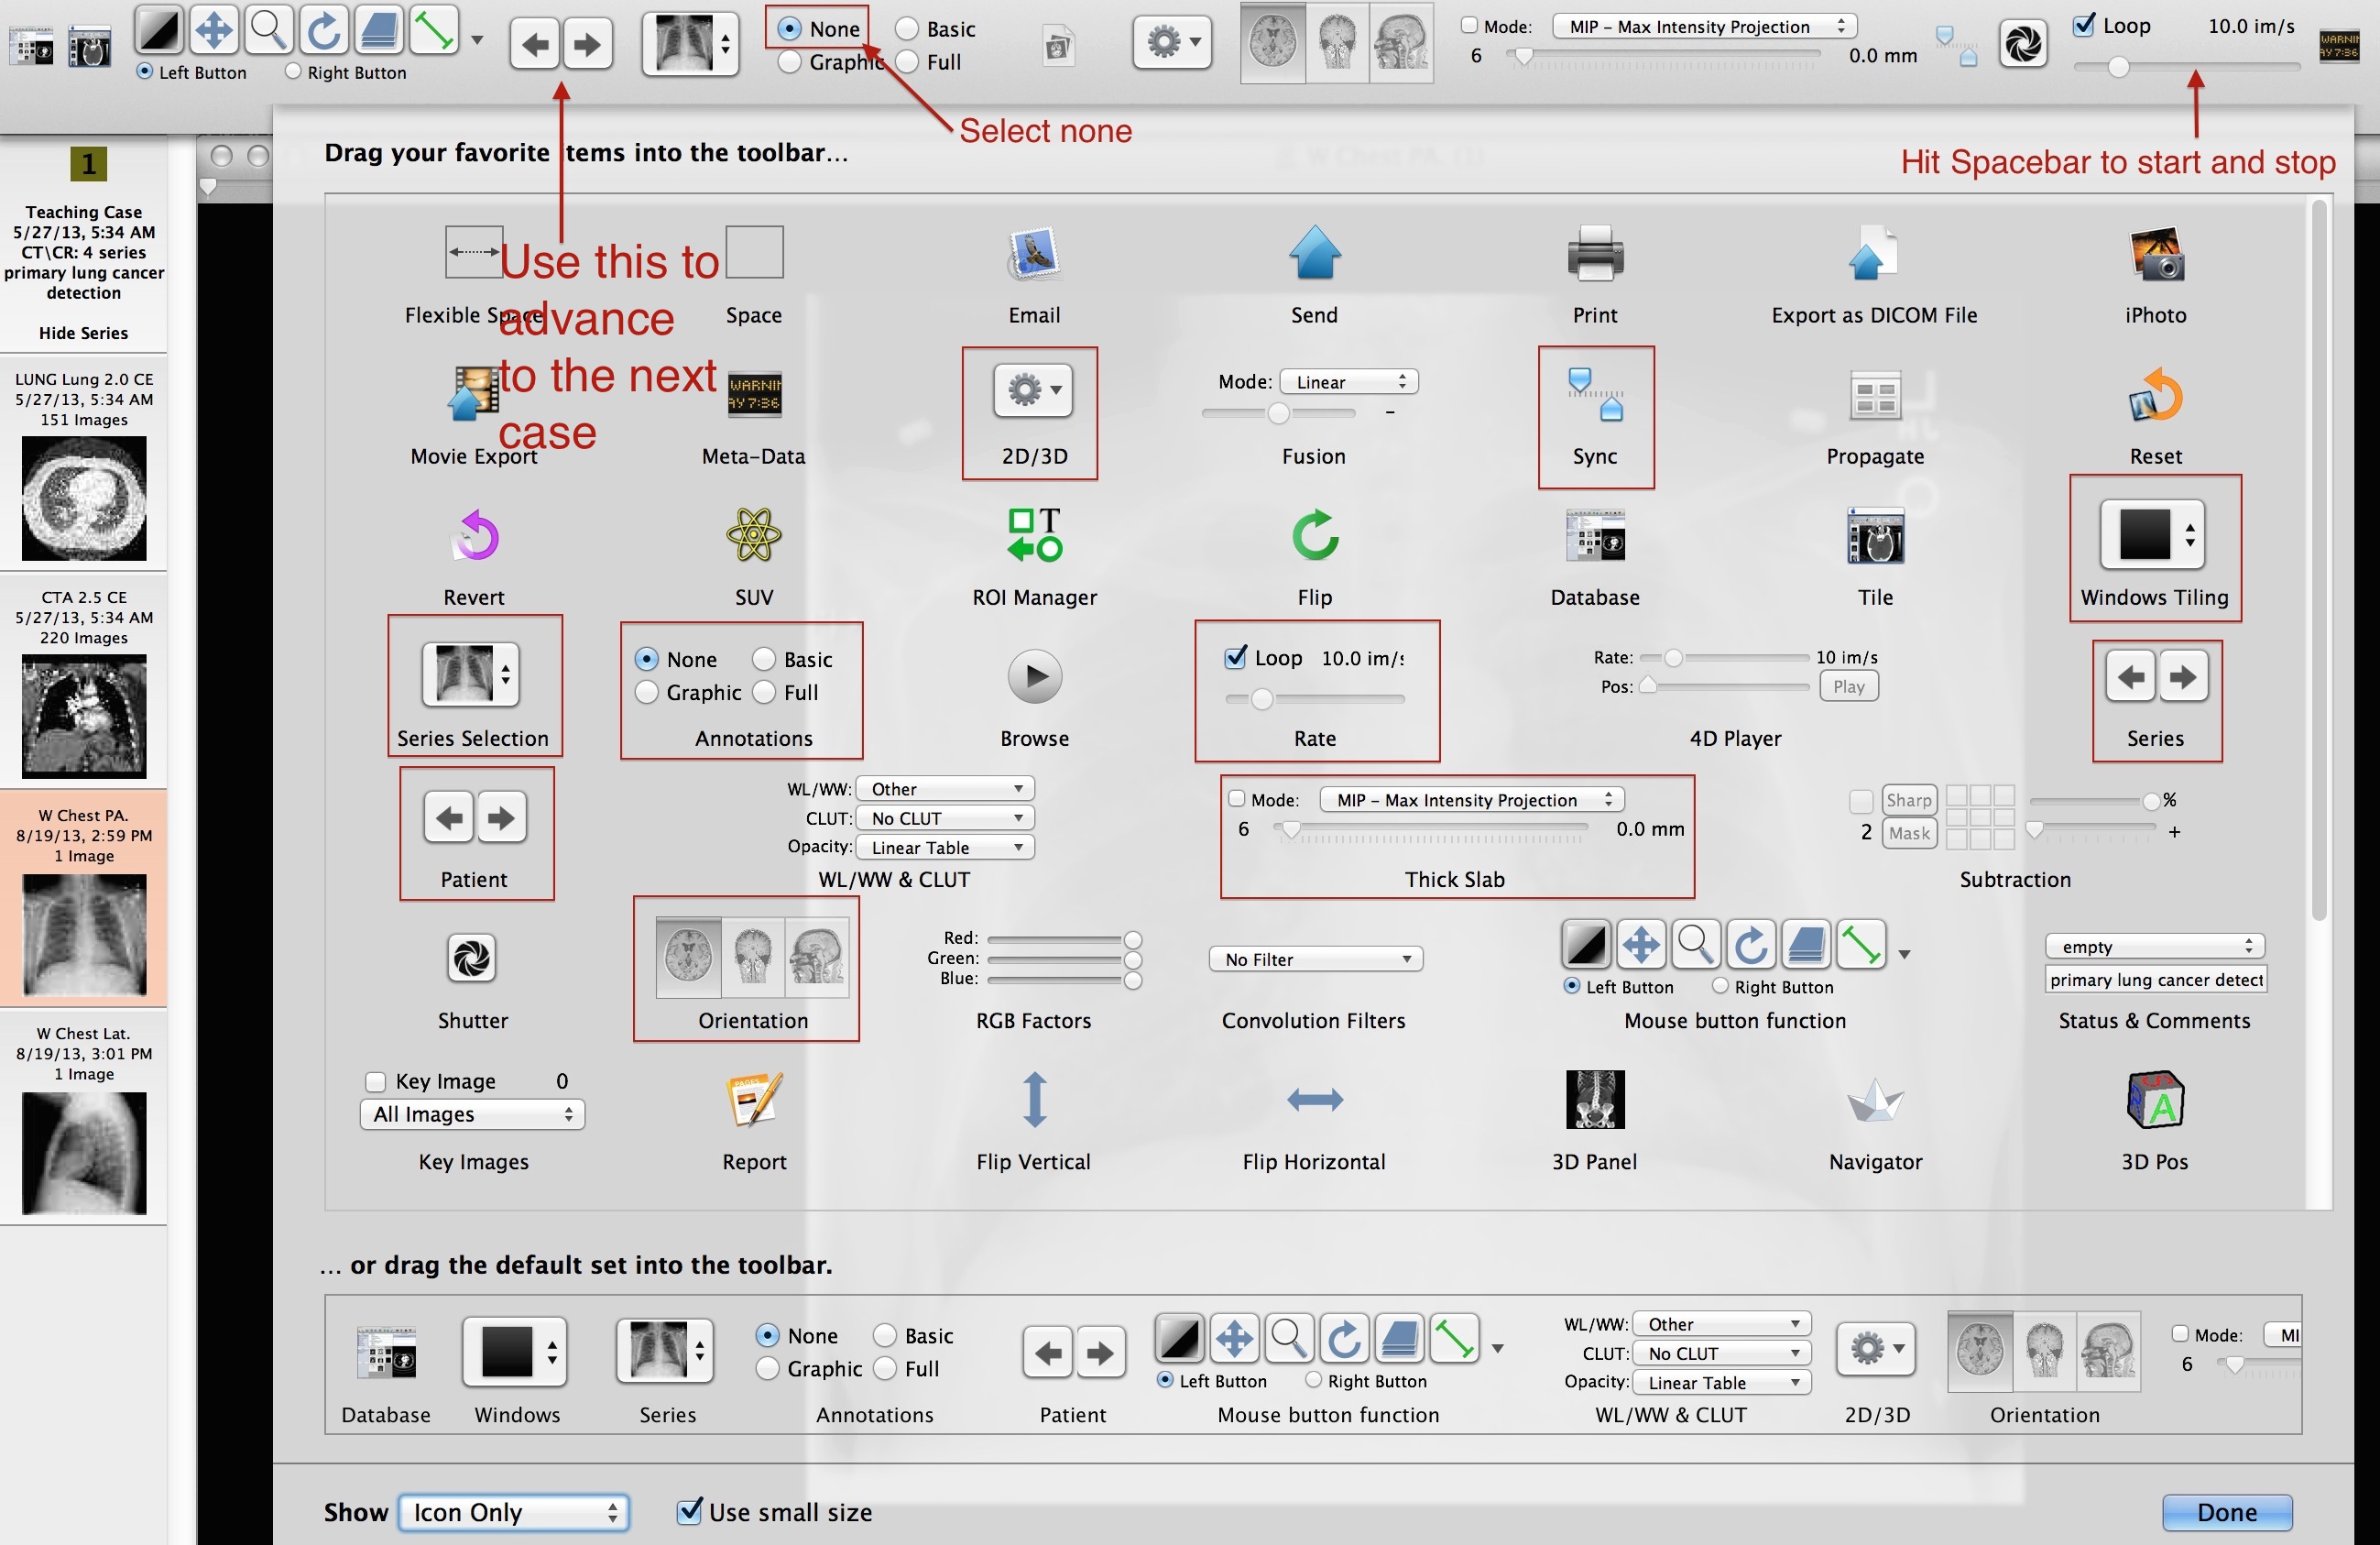 Left Button
Right Button
None
Basic
Graphic
Full
Mode:
MIP – Max Intensity Projection
6
0.0 mm
Loop
10.0 im/s
Select none
Hit Spacebar to start and stop
1
Teaching Case
5/27/13, 5:34 AM
CT\CR: 4 series
primary lung cancer
detection
Hide Series
LUNG Lung 2.0 CE
5/27/13, 5:34 AM
151 Images
CTA 2.5 CE
5/27/13, 5:34 AM
220 Images
W Chest PA.
8/19/13, 2:59 PM
1 Image
W Chest Lat.
8/19/13, 3:01 PM
1 Image
Drag your favorite items into the toolbar...
Use this to
advance
to the next
case
Flexible Space
Space
Email
Send
Print
Export as DICOM File
iPhoto
Movie Export
WARNIN
AY7:36
Meta-Data
2D/3D
Mode: Linear
–
Fusion
Sync
Propagate
Reset
Revert
SUV
T
ROI Manager
Flip
Database
Tile
Windows Tiling
Series Selection
None
Basic
Graphic
Full
Annotations
Browse
Loop
10.0 im/s
Rate
Rate: 10 im/s
Pos: Play
4D Player
Series
Patient
WL/WW: Other
CLUT: No CLUT
Opacity: Linear Table
WL/WW & CLUT
Mode: MIP – Max Intensity Projection
6 0.0 mm
Thick Slab
Sharp %
2 Mask +
Subtraction
Shutter
Orientation
Red:
Green:
Blue:
RGB Factors
No Filter
Convolution Filters
Left Button
Right Button
Mouse button function
empty
primary lung cancer detect
Status & Comments
Key Image 0
All Images
Key Images
PAGES
Report
Flip Vertical
Flip Horizontal
3D Panel
Navigator
A
3D Pos
... or drag the default set into the toolbar.
Database
Windows
Series
None
Basic
Graphic
Full
Annotations
Patient
Left Button
Right Button
Mouse button function
WL/WW: Other
CLUT: No CLUT
Opacity: Linear Table
WL/WW & CLUT
2D/3D
Orientation
Mode: MI
6
Show Icon Only
Use small size
Done